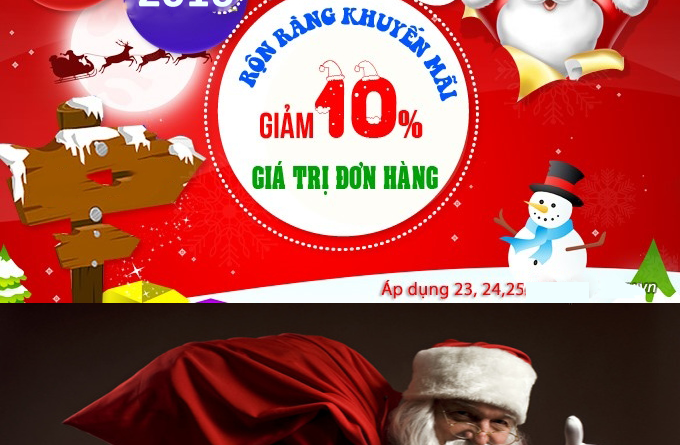 RỘN RÀNG KHUYẾN MÃI
GIẢM 10%
GIÁ TRỊ ĐƠN HÀNG
Áp dụng 23, 24,25